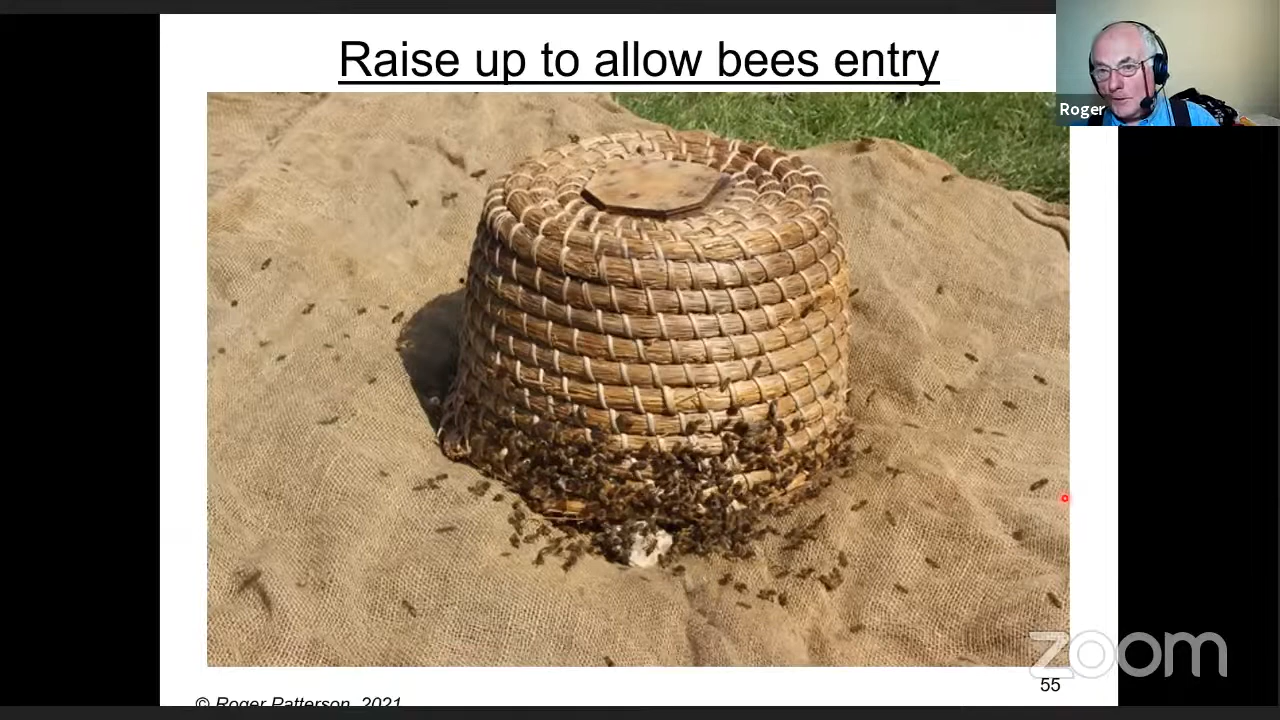 Raise up to allow bees entry
Roger
zoom
55
© Roger Patterson, 2021